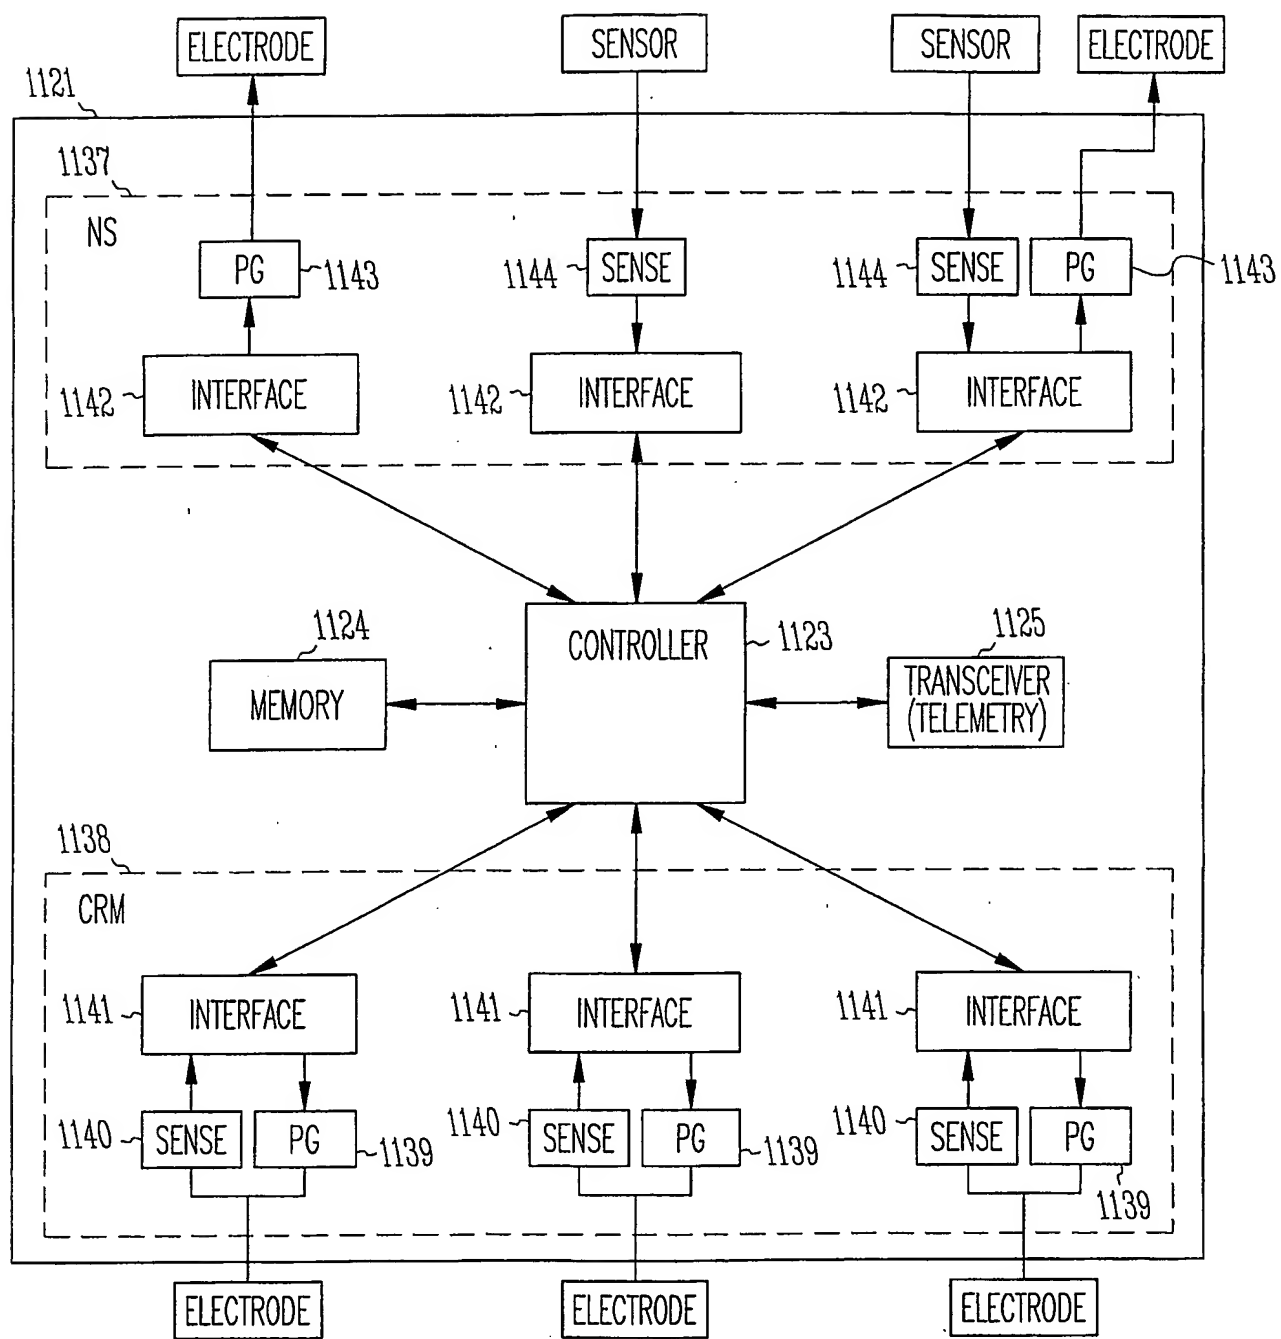 ELECTRODE
SENSOR
SENSOR
ELECTRODE
1121
1137
NS
PG
1143
1144
SENSE
1144
SENSE
PG
1143
1142
INTERFACE
1142
INTERFACE
1142
INTERFACE
1124
MEMORY
CONTROLLER
1123
1125
TRANSCEIVER
(TELEMETRY)
1138
CRM
1141
INTERFACE
1141
INTERFACE
1141
INTERFACE
1140
SENSE
PG
1139
1140
SENSE
PG
1139
1140
SENSE
PG
1139
ELECTRODE
ELECTRODE
ELECTRODE